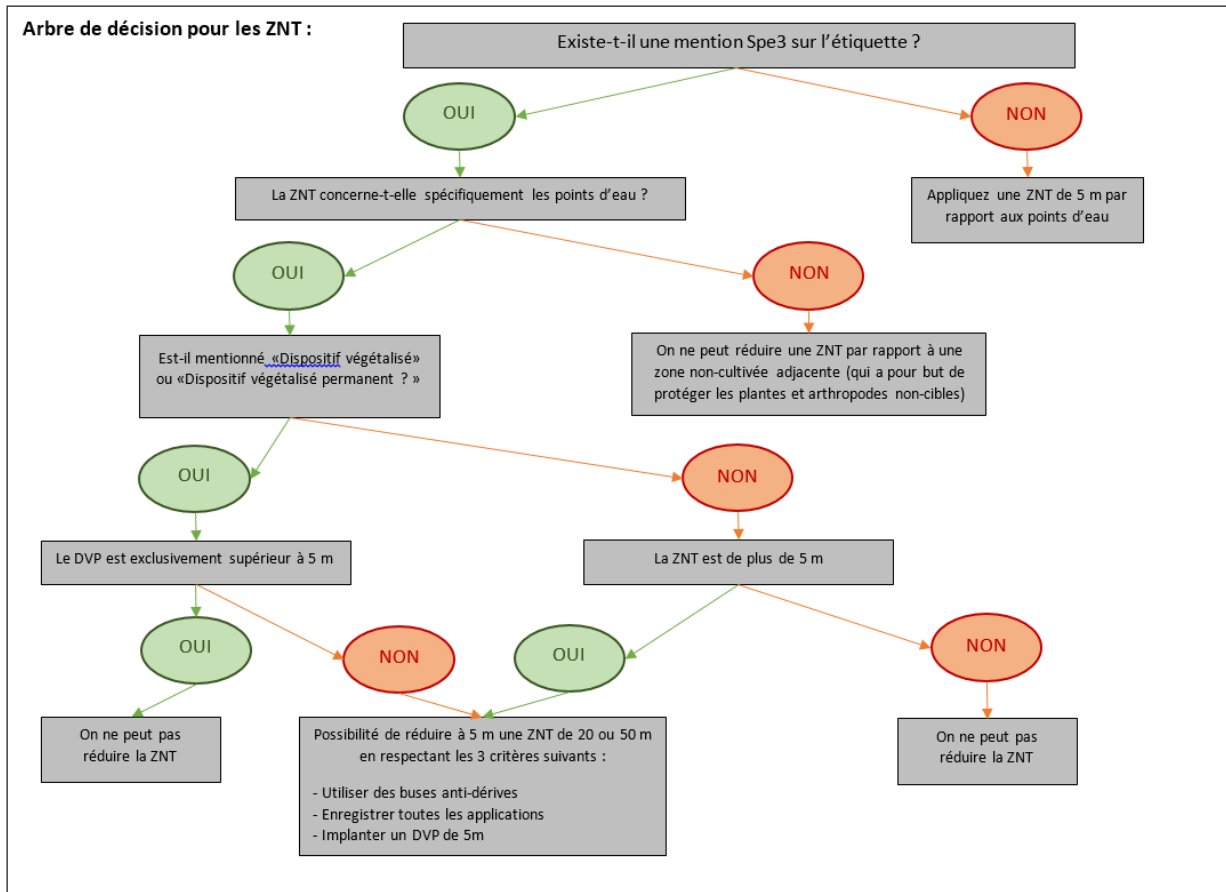 Arbre de décision pour les ZNT :
Existe-t-il une mention Spe3 sur l'étiquette ?
OUI
NON
La ZNT concerne-t-elle spécifiquement les points d'eau ?
Appliquez une ZNT de 5 m par
rapport aux points d'eau
OUI
NON
Est-il mentionné «Dispositif végétalisé»
ou «Dispositif végétalisé permanent ? »
On ne peut réduire une ZNT par rapport à une
zone non-cultivée adjacente (qui a pour but de
protéger les plantes et arthropodes non-cibles)
OUI
NON
Le DVP est exclusivement supérieur à 5 m
La ZNT est de plus de 5 m
OUI
NON
OUI
NON
On ne peut pas
réduire la ZNT
Possibilité de réduire à 5 m une ZNT de 20 ou 50 m
en respectant les 3 critères suivants :
- Utiliser des buses anti-dérives
- Enregistrer toutes les applications
- Implanter un DVP de 5m
On ne peut pas
réduire la ZNT